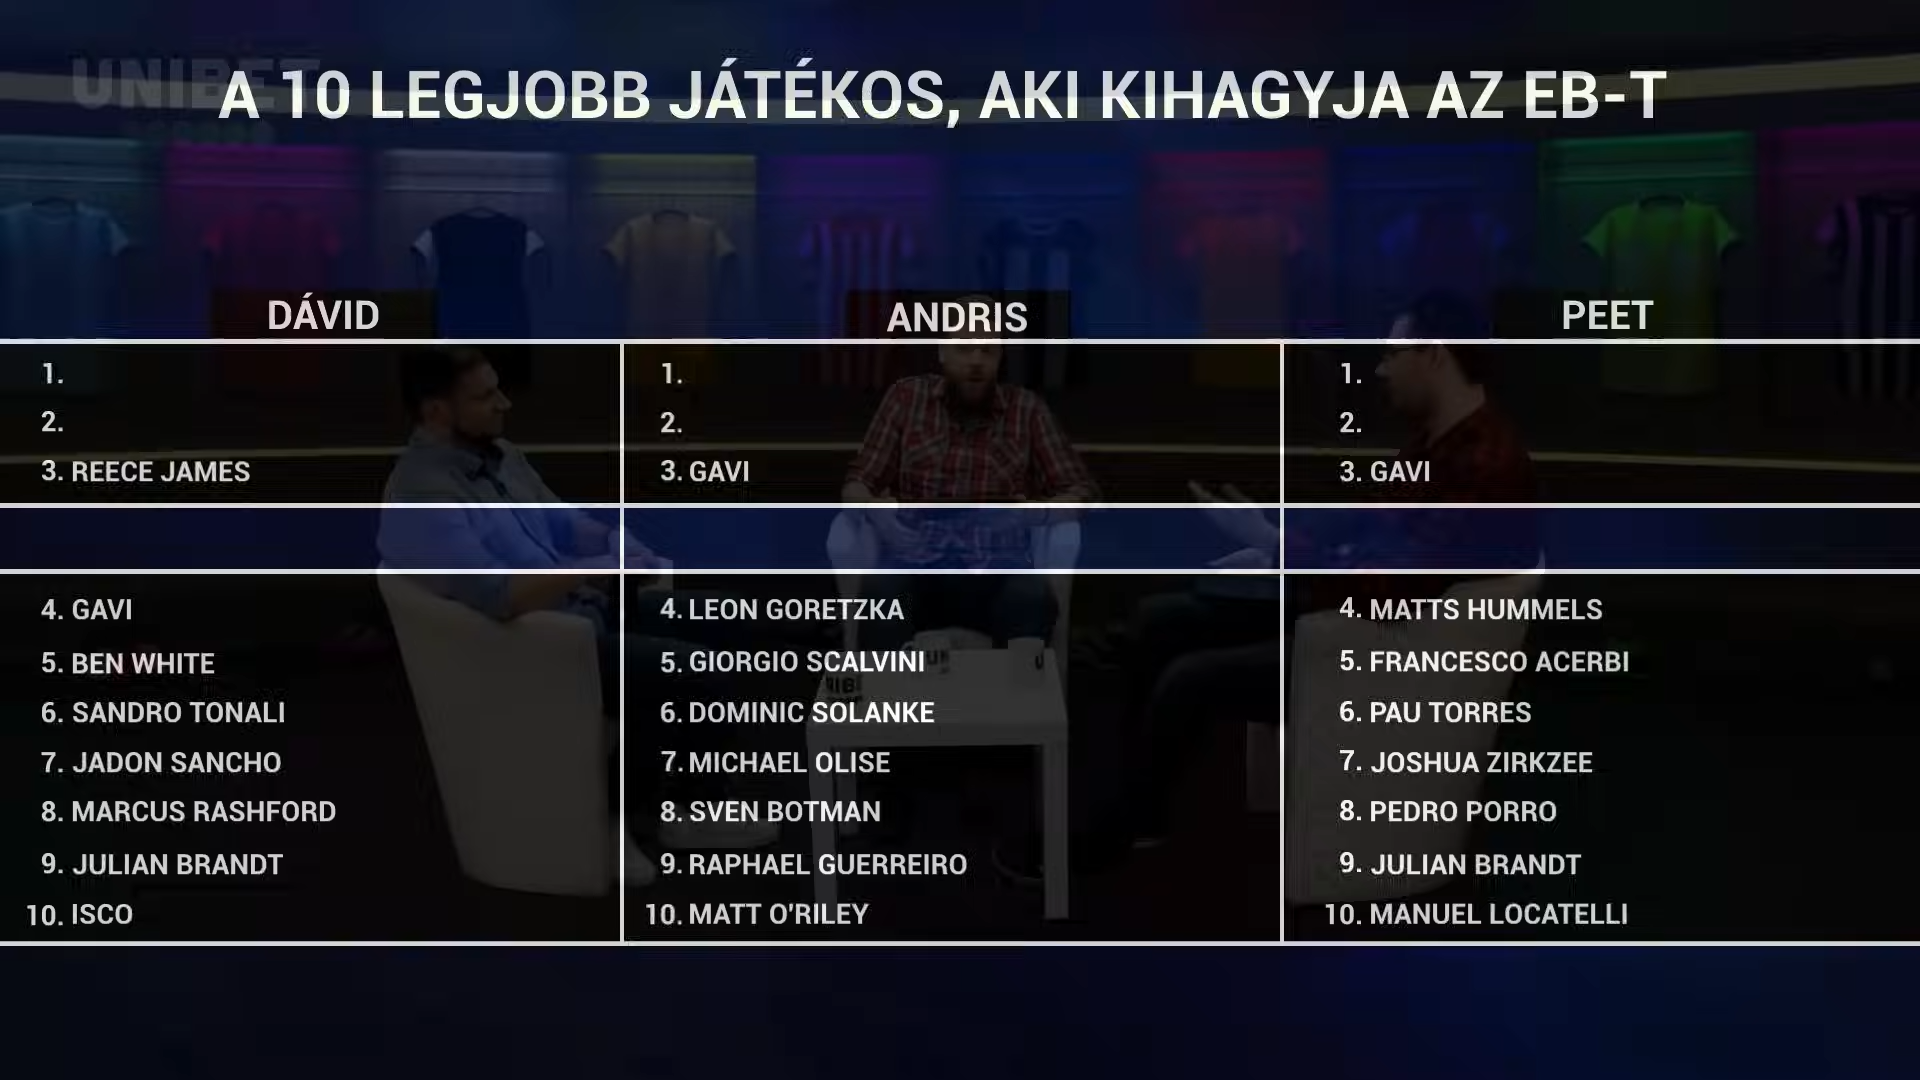 UNIBET
A 10 LEGJOBB JÁTÉKOS, AKI KIHAGYJA AZ EB-T
DÁVID
1.
2.
3. REECE JAMES
4. GAVI
5. BEN WHITE
6. SANDRO TONALI
7. JADON SANCHO
8. MARCUS RASHFORD
9. JULIAN BRANDT
10. ISCO
ANDRIS
1.
2.
3. GAVI
4. LEON GORETZKA
5. GIORGIO SCALVINI
6. DOMINIC SOLANKE
7. MICHAEL OLISE
8. SVEN BOTMAN
9. RAPHAEL GUERREIRO
10. MATT O'RILEY
PEET
1.
2.
3. GAVI
4. MATTS HUMMELS
5. FRANCESCO ACERBI
6. PAU TORRES
7. JOSHUA ZIRKZEE
8. PEDRO PORRO
9. JULIAN BRANDT
10. MANUEL LOCATELLI